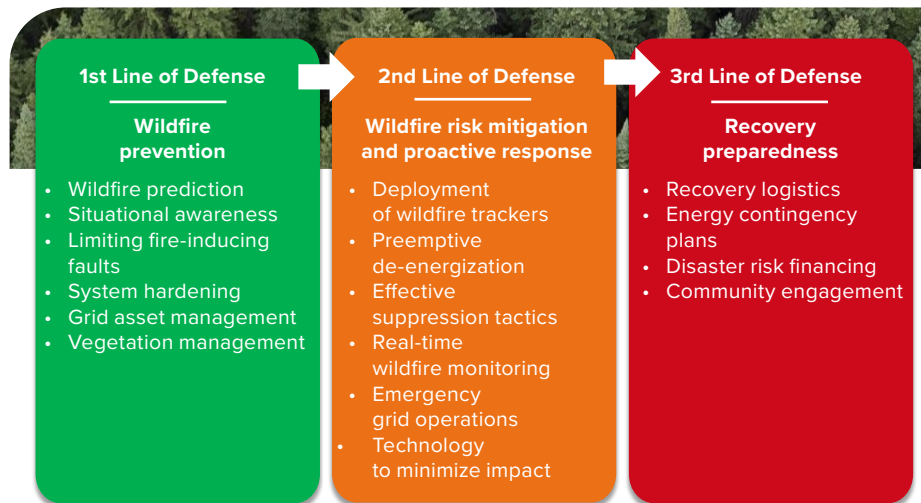 1st Line of Defense
Wildfire
prevention
• Wildfire prediction
• Situational awareness
• Limiting fire-inducing
faults
• System hardening
• Grid asset management
• Vegetation management
2nd Line of Defense
Wildfire risk mitigation
and proactive response
• Deployment
of wildfire trackers
• Preemptive
de-energization
• Effective
suppression tactics
• Real-time
wildfire monitoring
• Emergency
grid operations
• Technology
to minimize impact
3rd Line of Defense
Recovery
preparedness
• Recovery logistics
• Energy contingency
plans
• Disaster risk financing
• Community engagement